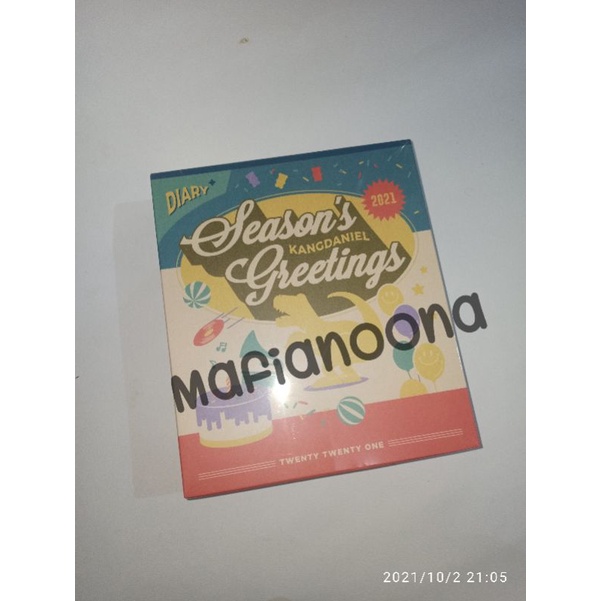 DIARY
2021
Season's
KANGDANIEL
Greetings
mafianoona
TWENTY TWENTY ONE
2021/10/2 21:05